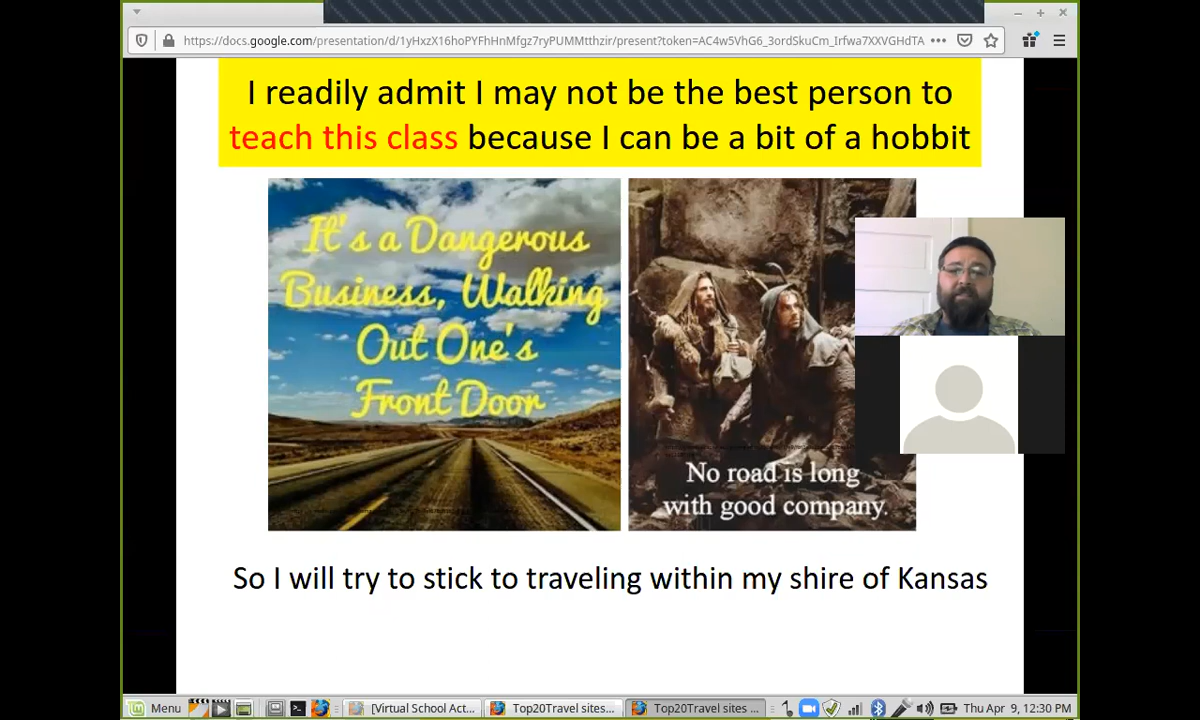 https://docs.google.com/presentation/d/1yHxzX16hoPYFhHnMfgz7ryPUMMtthzir/present?token=AC4w5VhG6_3ordSkuCm_Irfwa7XXVGHdTA
I readily admit I may not be the best person to
teach this class because I can be a bit of a hobbit
It's a Dangerous
Business, Walking
Out One's
Front Door
No road is long
with good company.
So I will try to stick to traveling within my shire of Kansas
Menu [Virtual School Act... Top20Travel sites... Top20Travel sites ... Thu Apr 9, 12:30 PM